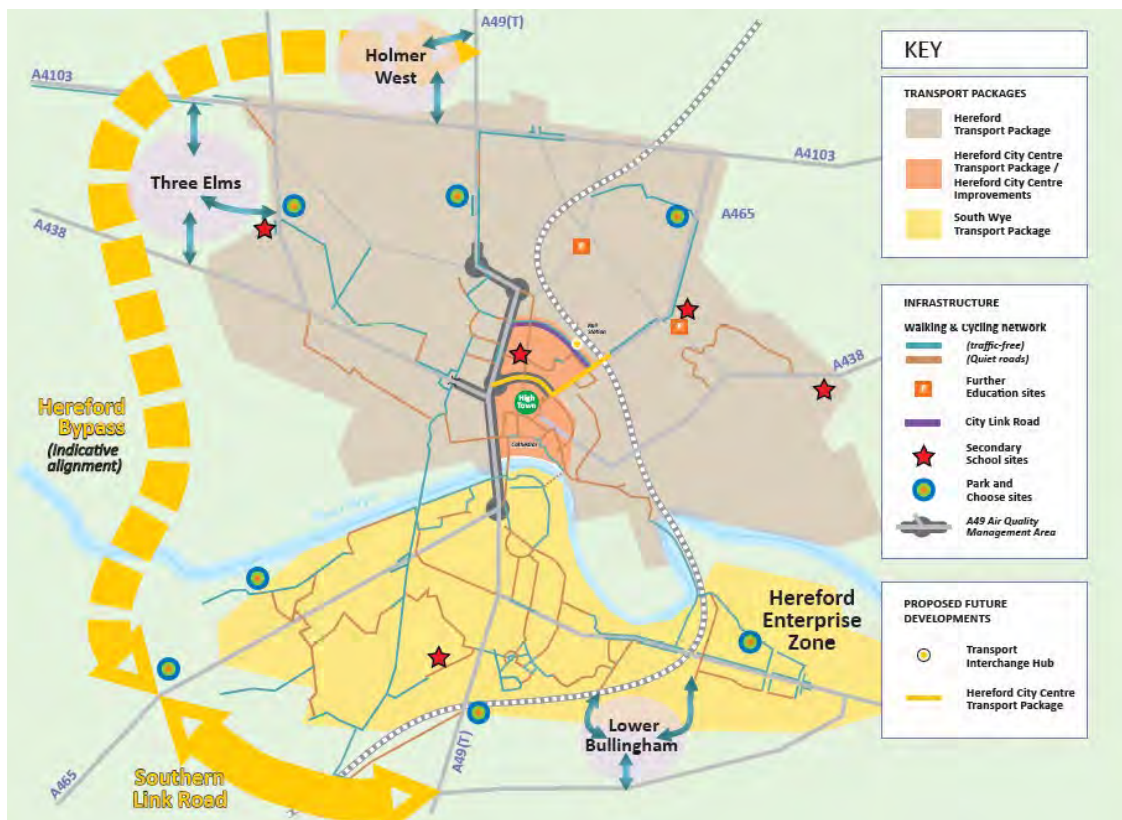 A49(T)
Holmer
West
A4103
A4103
Three Elms
A438
A465
Rail
Station
A438
High
Town
Cathedral
Hereford
Bypass
(Indicative
alignment)
Hereford
Enterprise
Zone
Lower
Bullingham
A49(T)
Southern
Link Road
A465
KEY
TRANSPORT PACKAGES
Hereford
Transport Package
Hereford City Centre
Transport Package /
Hereford City Centre
Improvements
South Wye
Transport Package
INFRASTRUCTURE
Walking & Cycling network
(traffic-free)
(Quiet roads)
Further
Education sites
City Link Road
Secondary
School sites
Park and
Choose sites
A49 Air Quality
Management Area
PROPOSED FUTURE
DEVELOPMENTS
Transport
Interchange Hub
Hereford City Centre
Transport Package